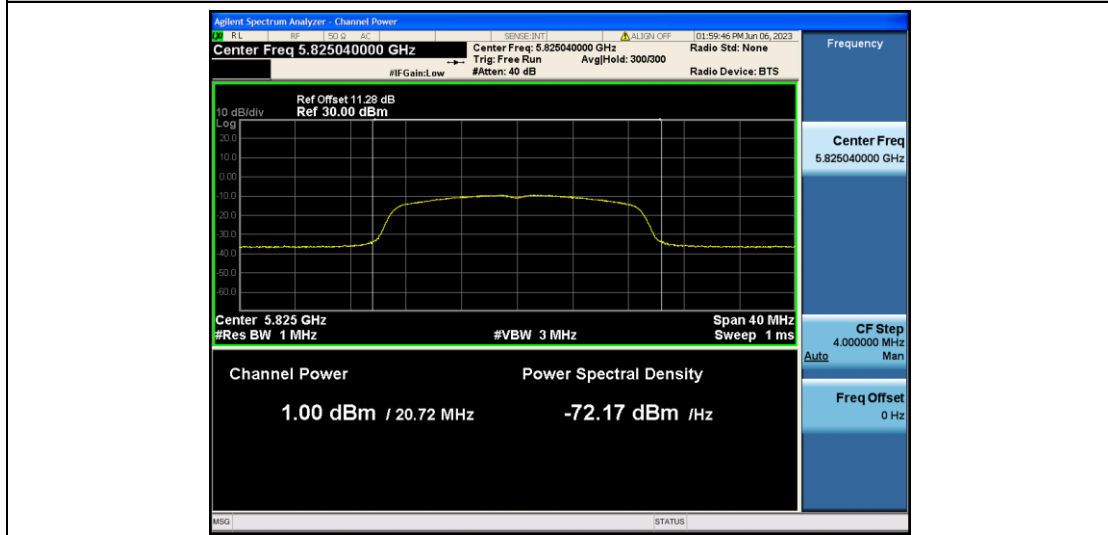 Agilent Spectrum Analyzer - Channel Power
RL RF 50 Ω AC SENSE:INT ALIGN OFF 01:59:46 PM Jun 06, 2023
Center Freq 5.825040000 GHz
Center Freq: 5.825040000 GHz
Radio Std: None
Trig: Free Run Avg|Hold: 300/300
#IFGain:Low #Atten: 40 dB Radio Device: BTS
Frequency
Ref Offset 11.28 dB
10 dB/div Ref 30.00 dBm
Log
20.0
10.0
0.00
-10.0
-20.0
-30.0
-40.0
-50.0
-60.0
Center 5.825 GHz Span 40 MHz
#Res BW 1 MHz #VBW 3 MHz Sweep 1 ms
Center Freq
5.825040000 GHz
CF Step
4.000000 MHz
Auto Man
Freq Offset
0 Hz
Channel Power Power Spectral Density
1.00 dBm / 20.72 MHz -72.17 dBm /Hz
MSG STATUS